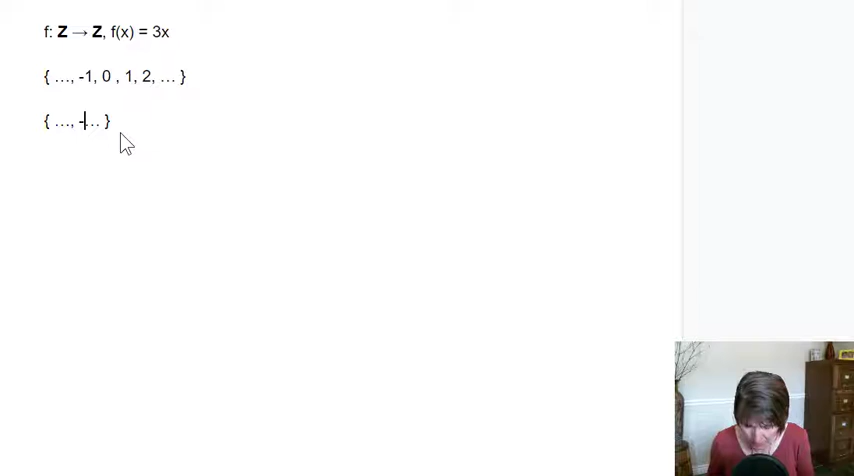 f: Z → Z, f(x) = 3x
{ …, -1, 0 , 1, 2, … }
{ …, -… }